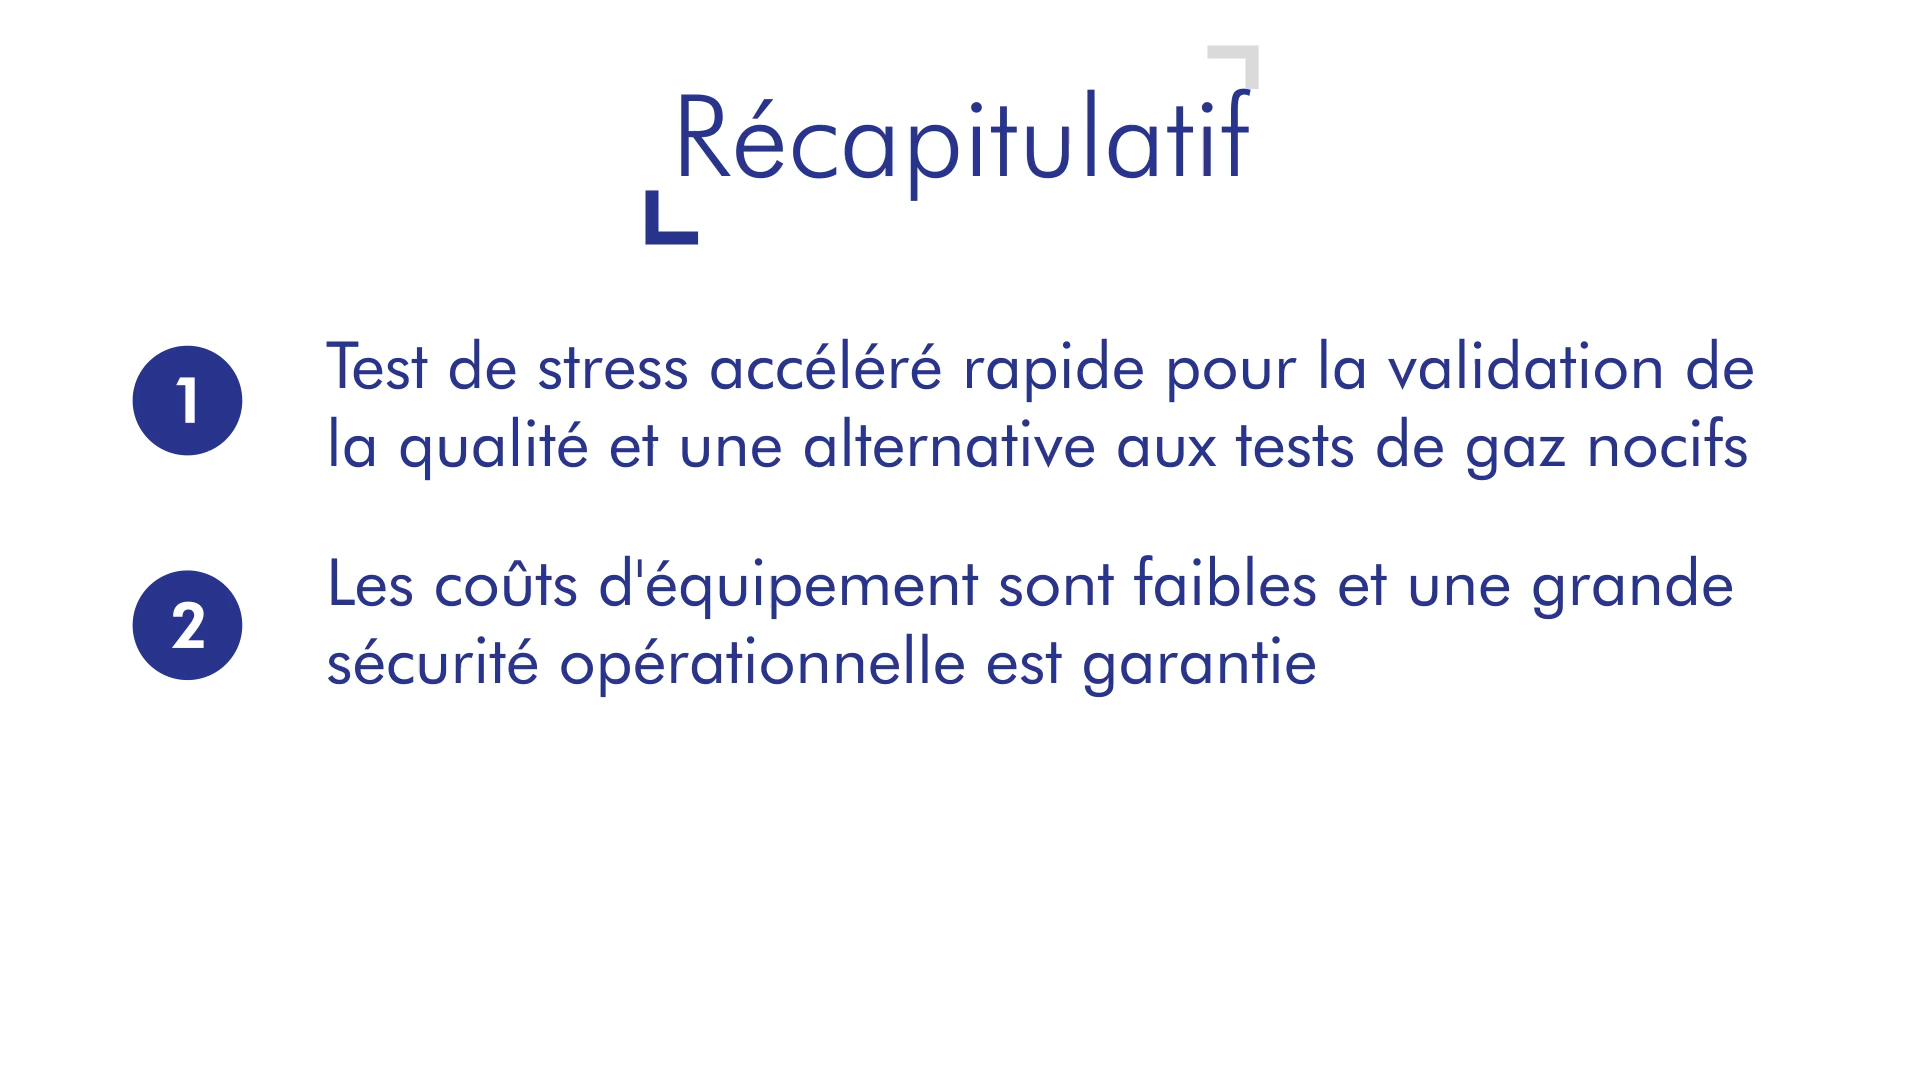 Récapitulatif
1
Test de stress accéléré rapide pour la validation de
la qualité et une alternative aux tests de gaz nocifs
2
Les coûts d'équipement sont faibles et une grande
sécurité opérationnelle est garantie